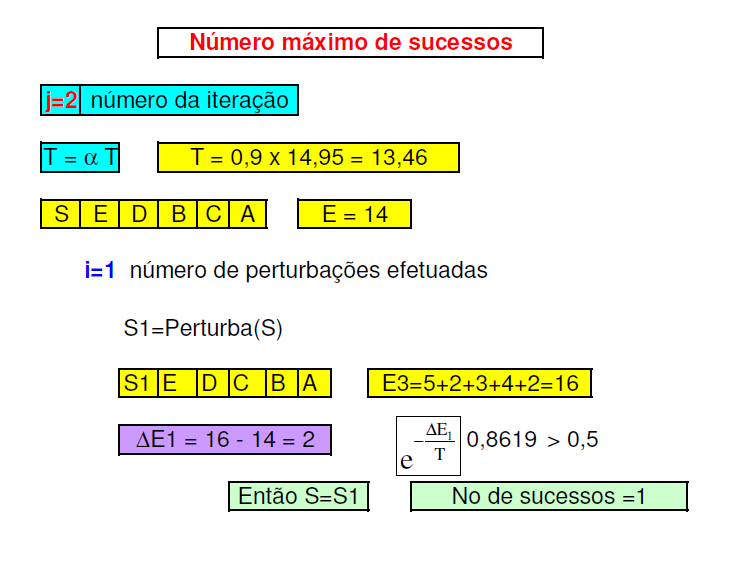 Número máximo de sucessos
j=2 número da iteração
T = α T T = 0,9 x 14,95 = 13,46
S E D B C A E = 14
i=1 número de perturbações efetuadas
S1=Perturba(S)
S1 E D C B A E3=5+2+3+4+2=16
ΔE1 = 16 - 14 = 2 e^(-ΔE₁/T) 0,8619 > 0,5
Então S=S1 No de sucessos =1